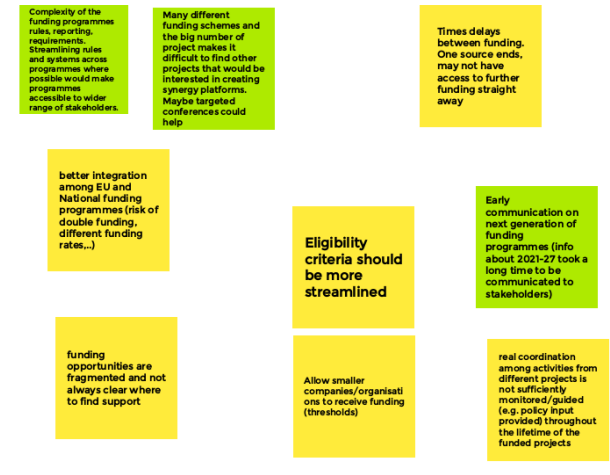 Complexity of the
funding programmes
rules, reporting,
requirements.
Streamlining rules
and systems across
programmes where
possible would make
programmes
accessible to wider
range of stakeholders.
Many different
funding schemes and
the big number of
project makes it
difficult to find other
projects that would be
interested in creating
synergy platforms.
Maybe targeted
conferences could
help
Times delays
between funding.
One source ends,
may not have
access to further
funding straight
away
better integration
among EU and
National funding
programmes (risk of
double funding,
different funding
rates,..)
Eligibility
criteria should
be more
streamlined
Early
communication on
next generation of
funding
programmes (info
about 2021-27 took a
long time to be
communicated to
stakeholders)
funding
opportunities are
fragmented and not
always clear where
to find support
Allow smaller
companies/organisati
ons to receive funding
(thresholds)
real coordination
among activities from
different projects is
not sufficiently
monitored/guided
(e.g. policy input
provided) throughout
the lifetime of the
funded projects